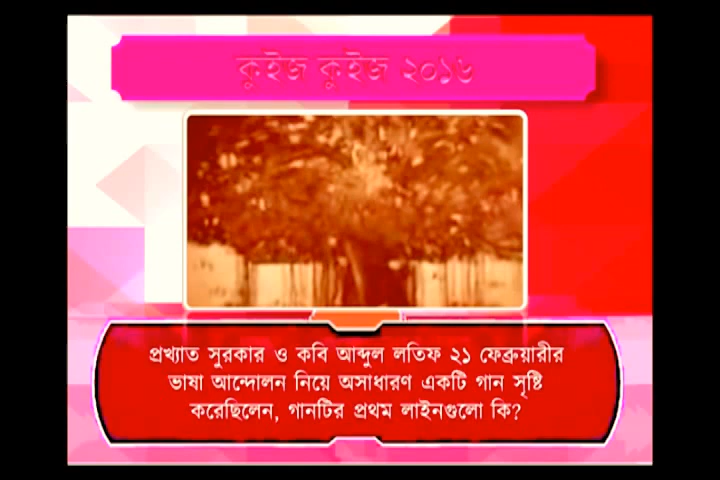 কুইজ কুইজ ২০১৬
প্রখ্যাত সুরকার ও কবি আব্দুল লতিফ ২১ ফেব্রুয়ারীর
ভাষা আন্দোলন নিয়ে অসাধারণ একটি গান সৃষ্টি
করেছিলেন, গানটির প্রথম লাইনগুলো কি?